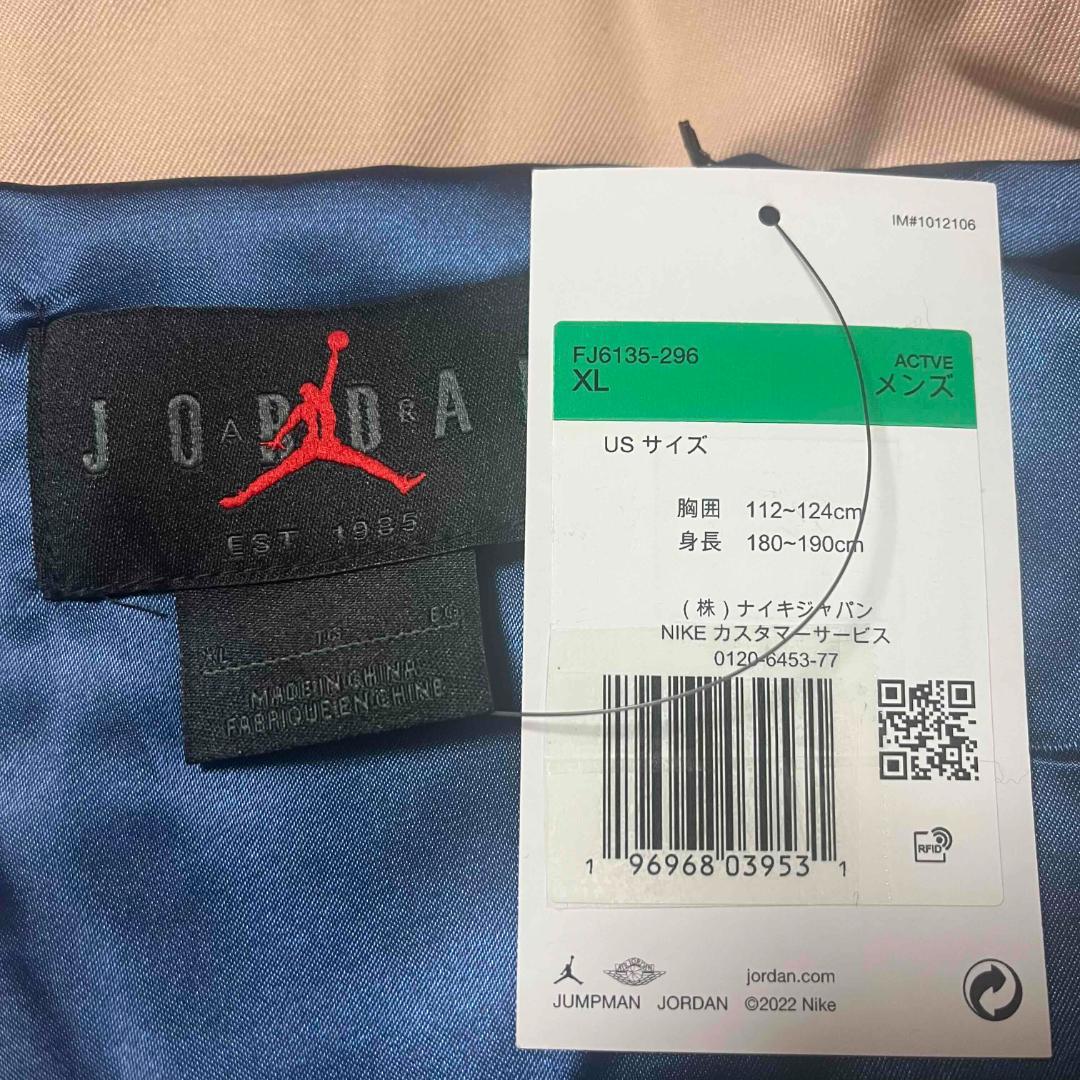 JORDA
AIR
EST 1985
XL
EG
MADE IN CHINA
FABRIQUE EN CHINE
IM#1012106
FJ6135-296
ACTVE
XL
メンズ
US サイズ
胸囲 112~124cm
身長 180~190cm
(株)ナイキジャパン
NIKE カスタマーサービス
0120-6453-77
1 96968 03953 1
RFID
JUMPMAN JORDAN
jordan.com
©2022 Nike